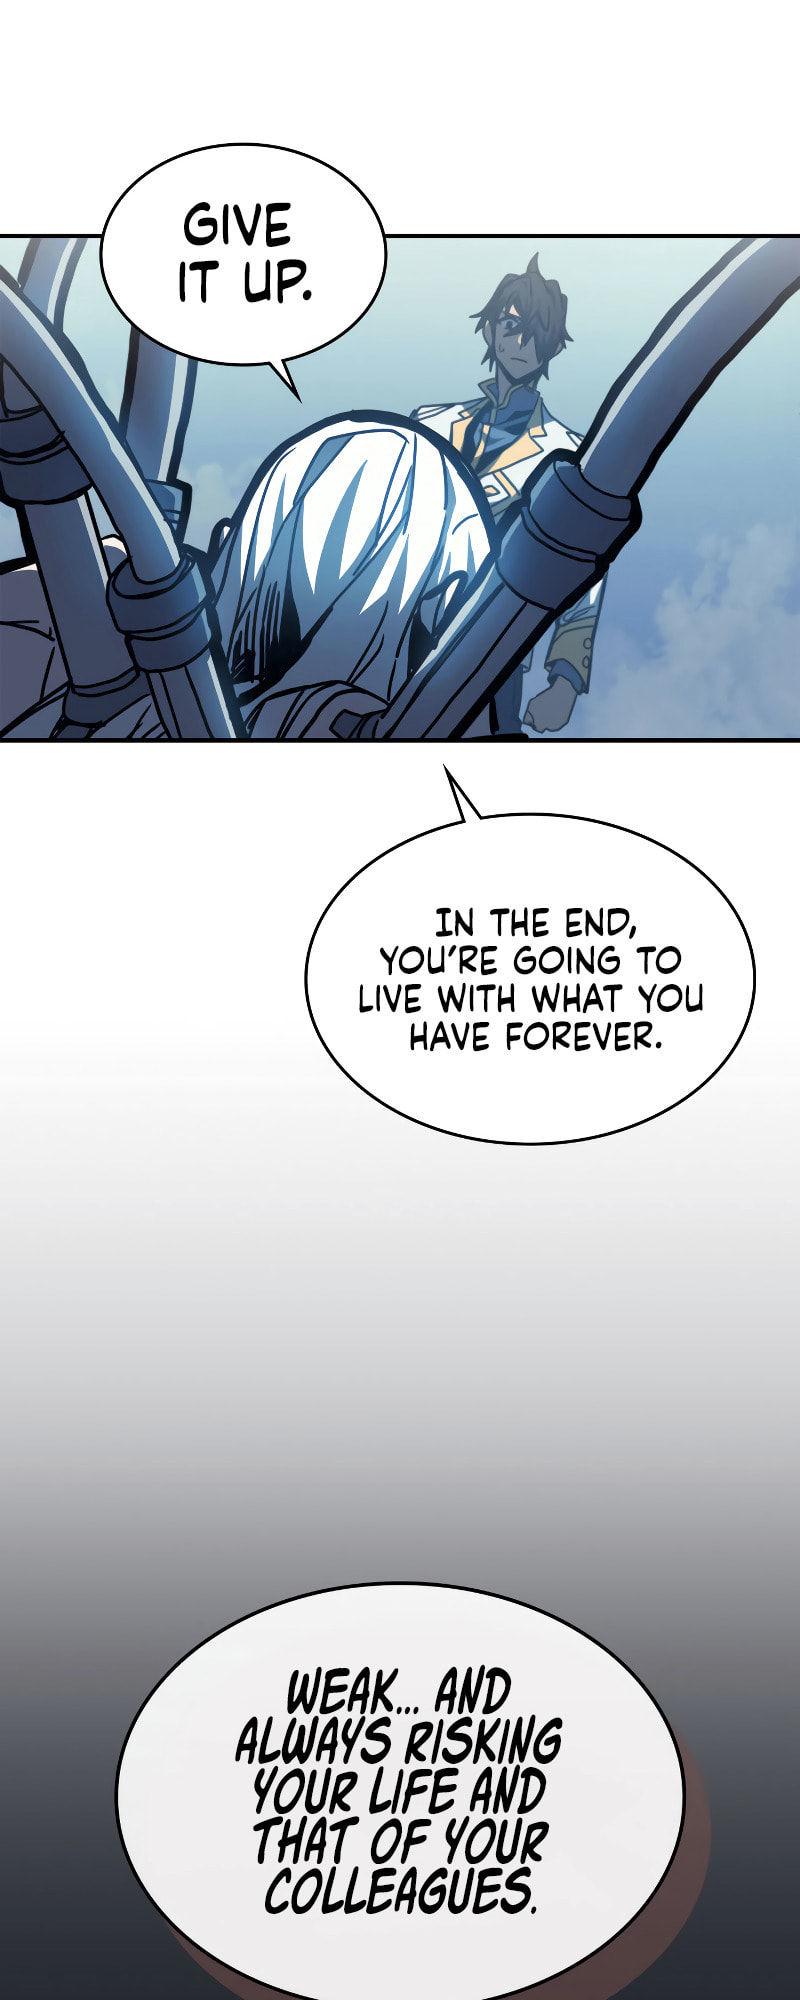 GIVE
IT UP.
IN THE END,
YOU'RE GOING TO
LIVE WITH WHAT YOU
HAVE FOREVER.
WEAK... AND
ALWAYS RISKING
YOUR LIFE AND
THAT OF YOUR
COLLEAGUES.